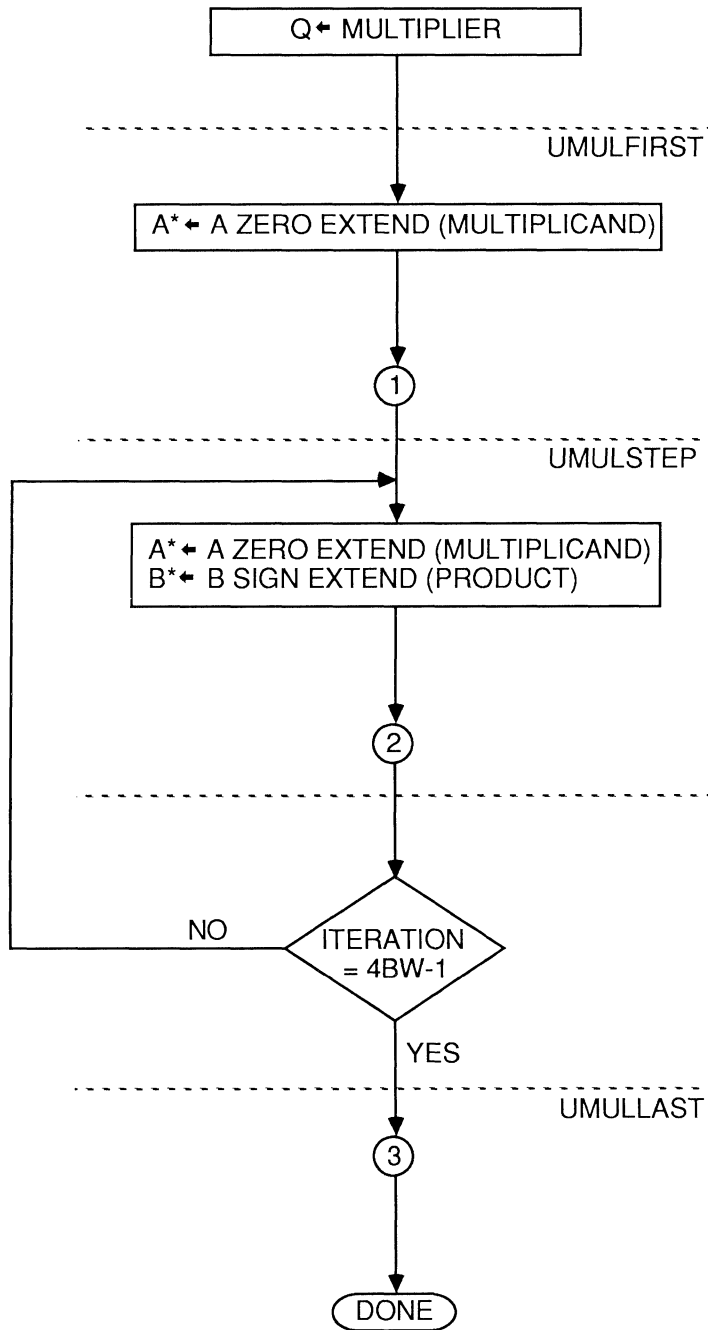 Q← MULTIPLIER
UMULFIRST
A*← A ZERO EXTEND (MULTIPLICAND)
1
UMULSTEP
A*← A ZERO EXTEND (MULTIPLICAND)
B*← B SIGN EXTEND (PRODUCT)
2
NO
ITERATION
= 4BW-1
YES
UMULLAST
3
DONE